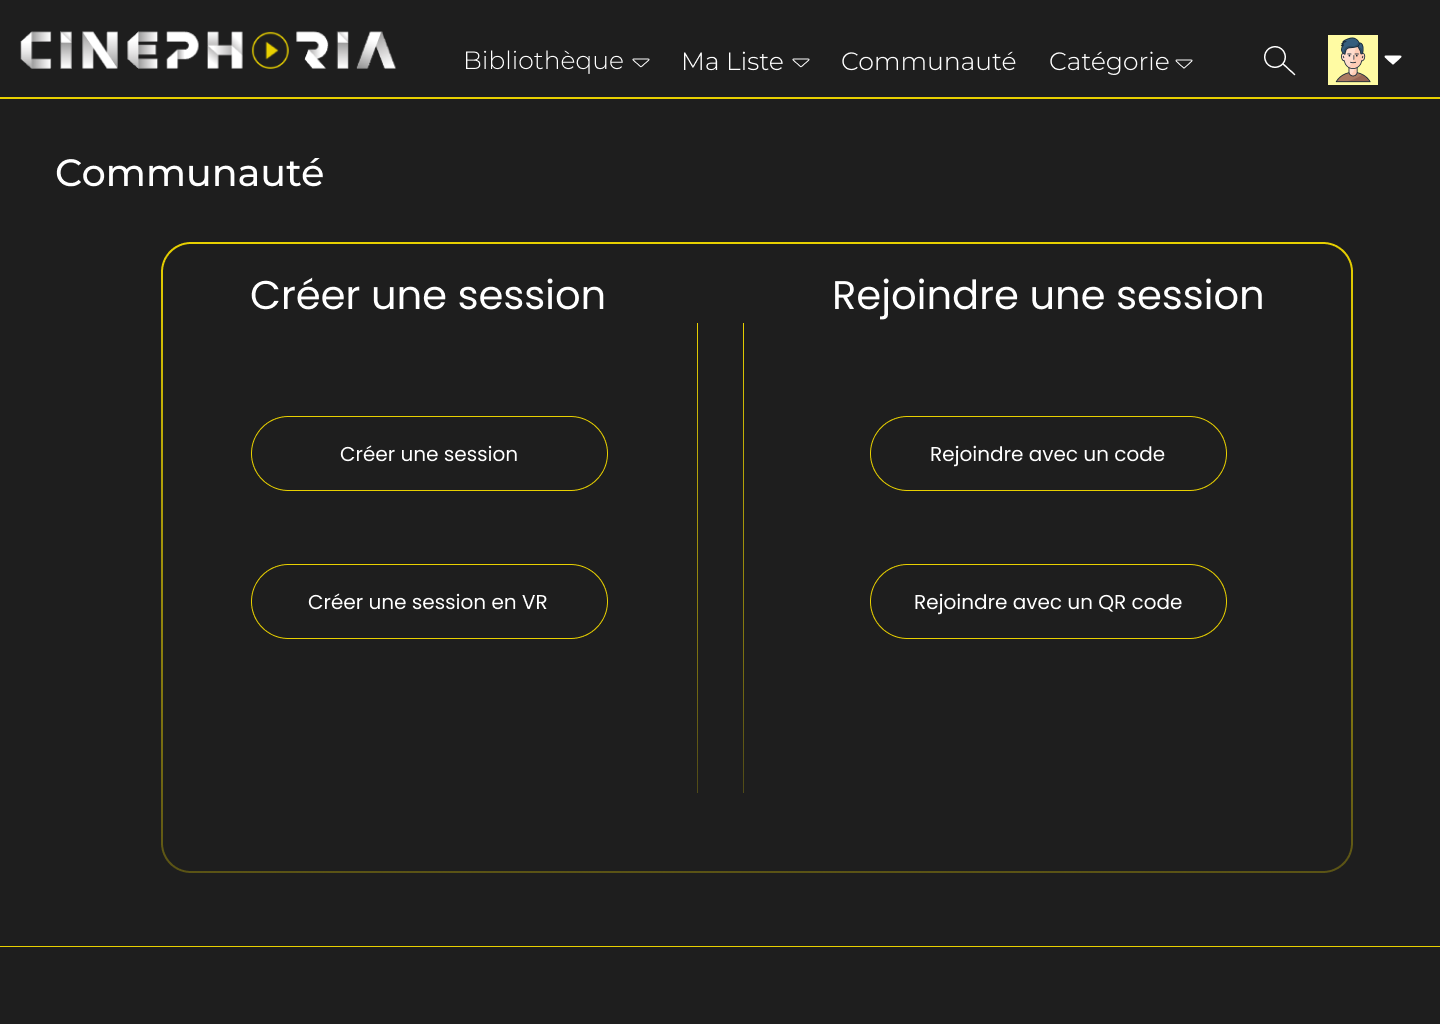 CINEPHORIA
Bibliothèque
Ma Liste
Communauté
Catégorie
Communauté
Créer une session
Rejoindre une session
Créer une session
Rejoindre avec un code
Créer une session en VR
Rejoindre avec un QR code